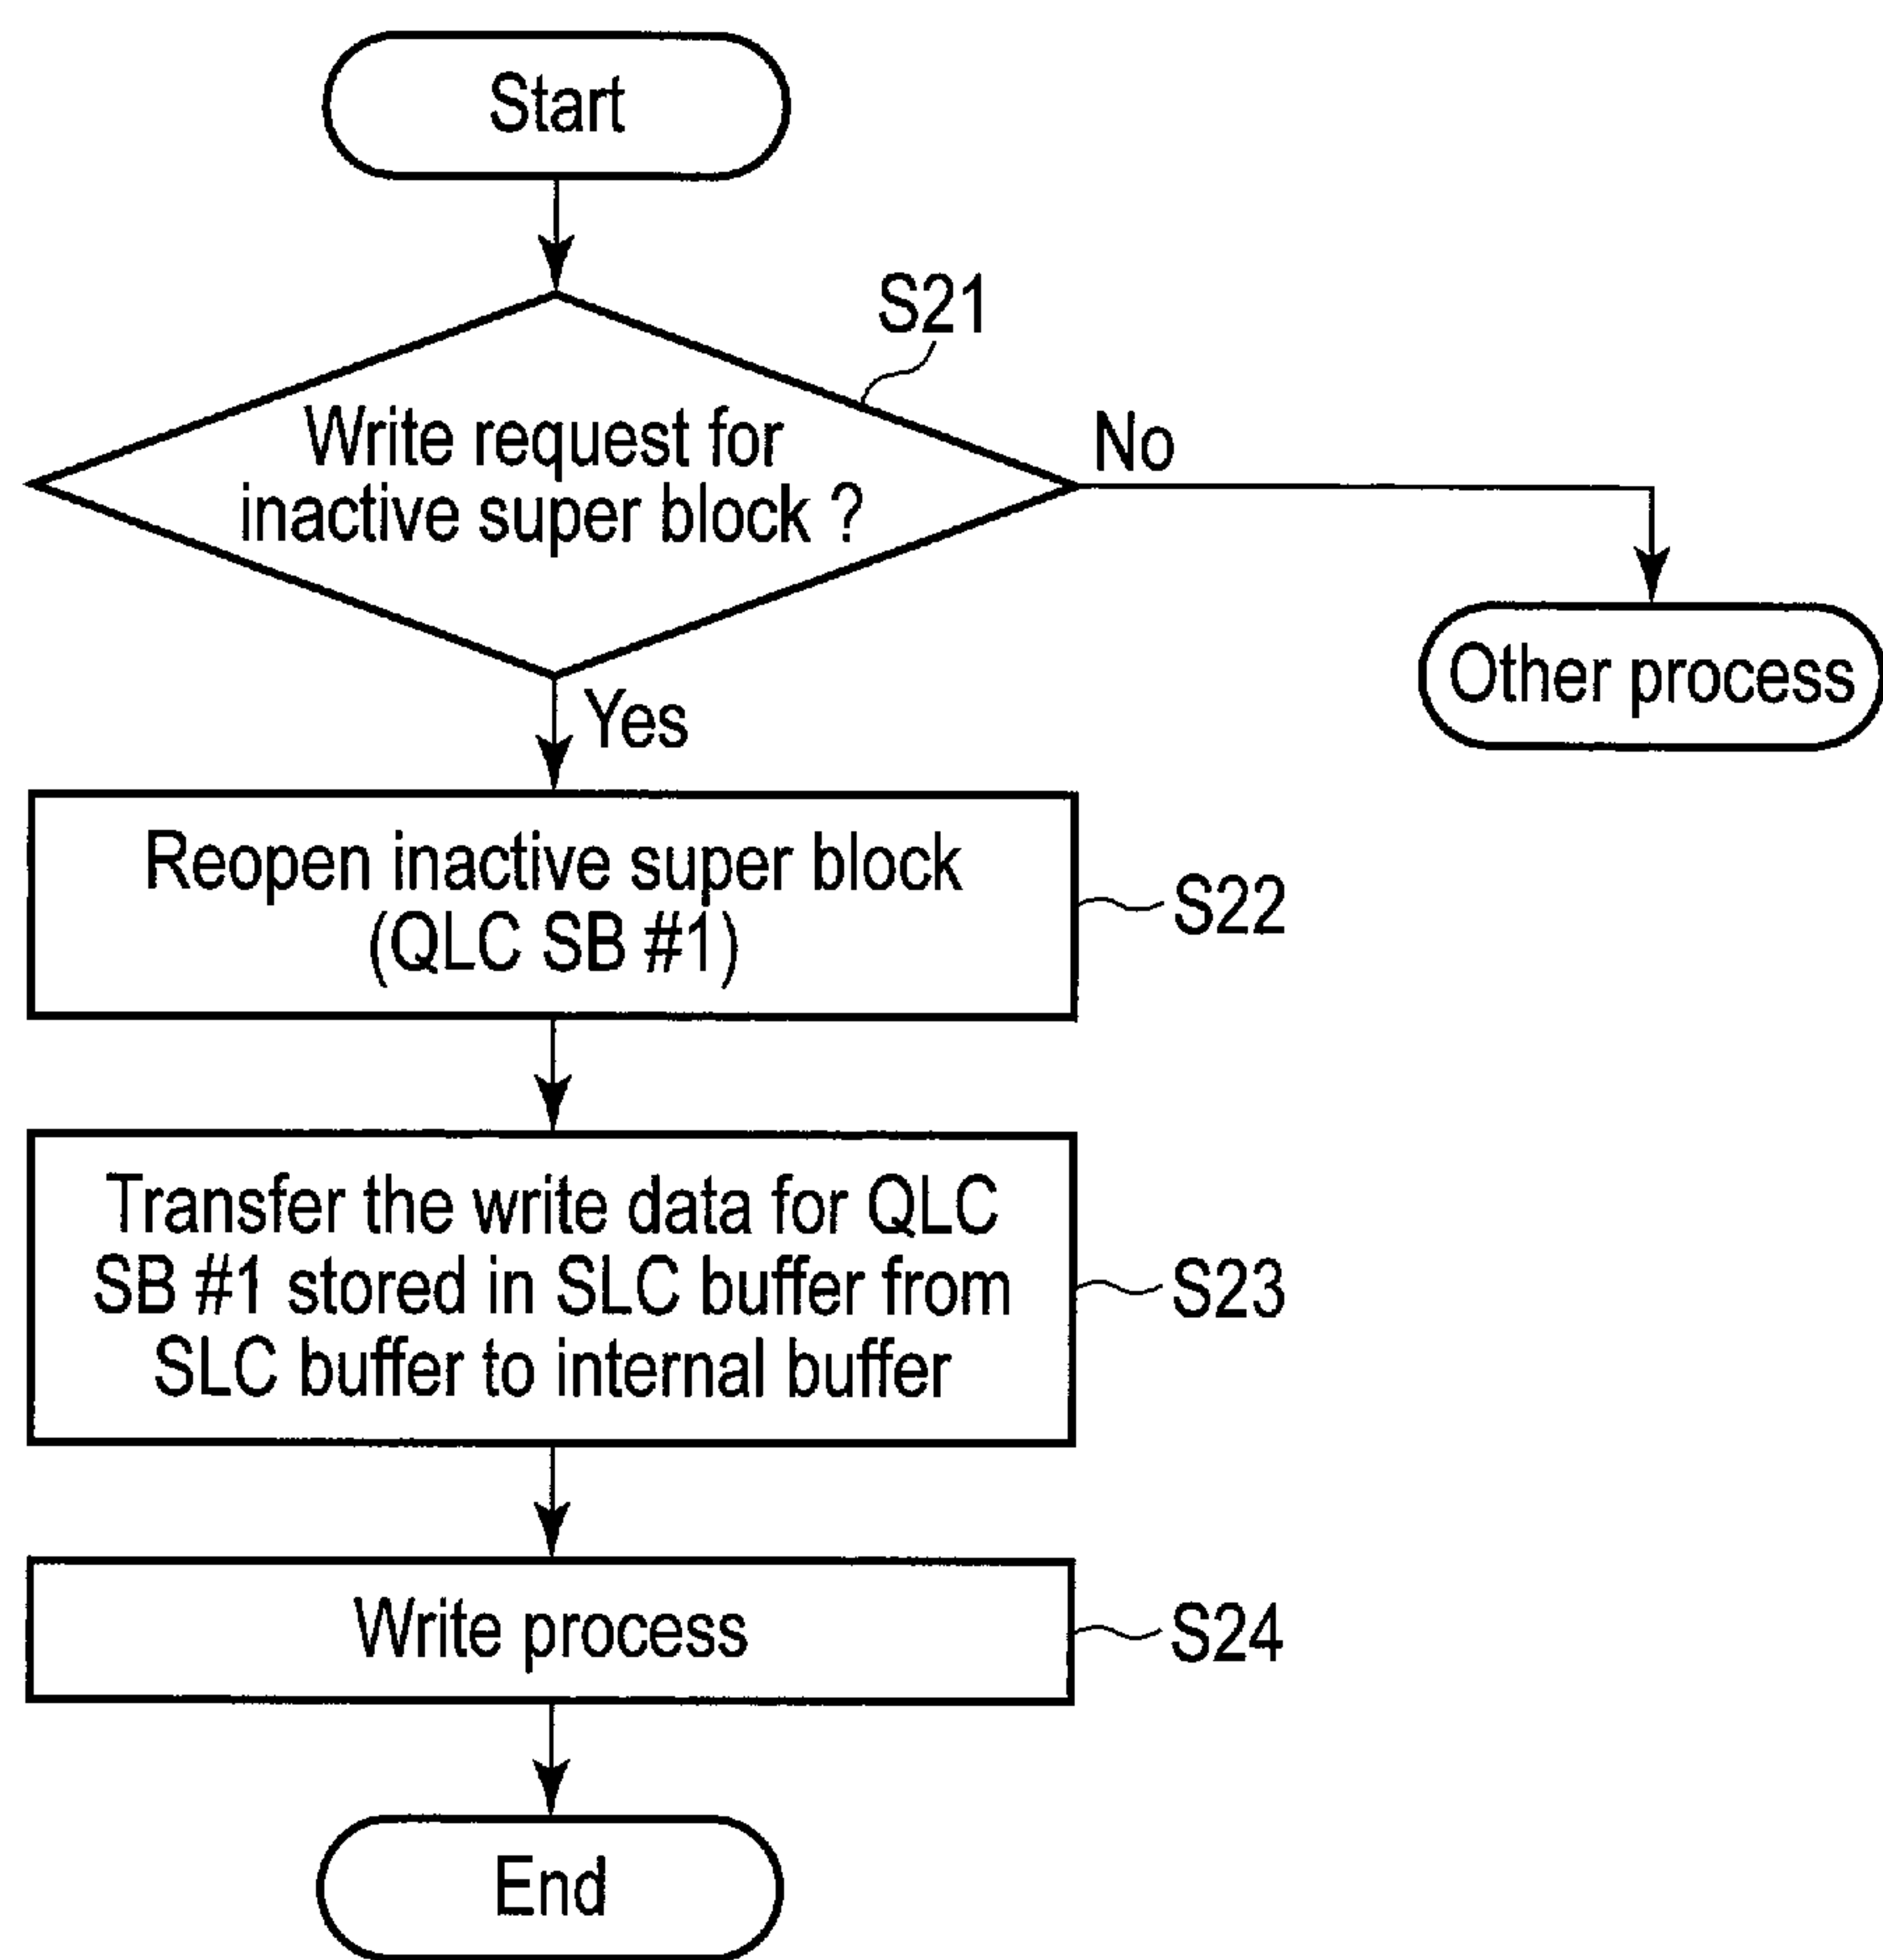 Start
S21
Write request for
inactive super block ?
No
Other process
Yes
Reopen inactive super block
(QLC SB #1)
S22
Transfer the write data for QLC
SB #1 stored in SLC buffer from
SLC buffer to internal buffer
S23
Write process
S24
End